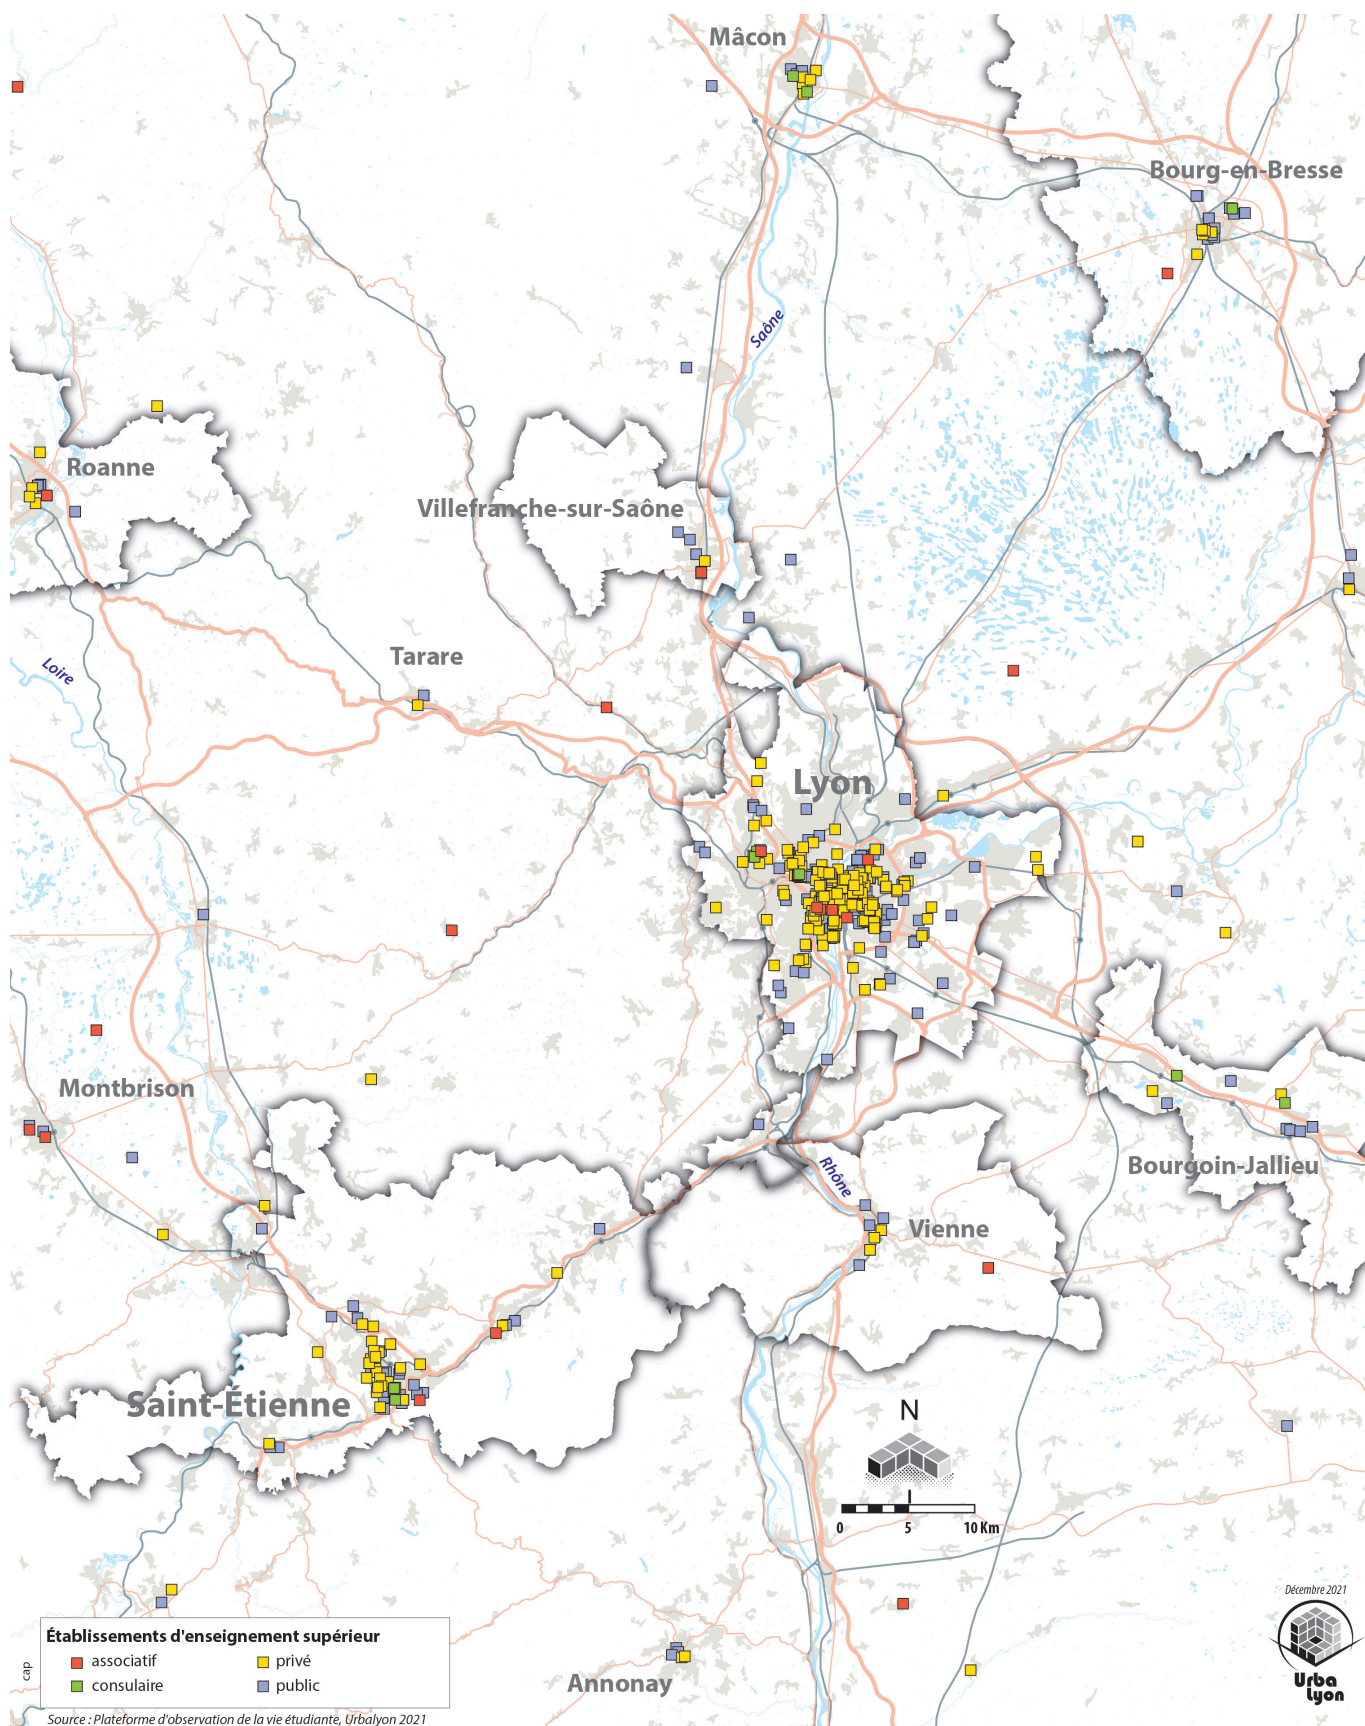 Mâcon
Bourg-en-Bresse
Saône
Roanne
Villefranche-sur-Saône
Tarare
Loire
Lyon
Montbrison
Bourgoin-Jallieu
Rhône
Vienne
Saint-Étienne
N
0 5 10 Km
Décembre 2021
Établissements d'enseignement supérieur
associatif privé
consulaire public
cap
Annonay
Urba
Lyon
Source : Plateforme d'observation de la vie étudiante, Urbalyon 2021